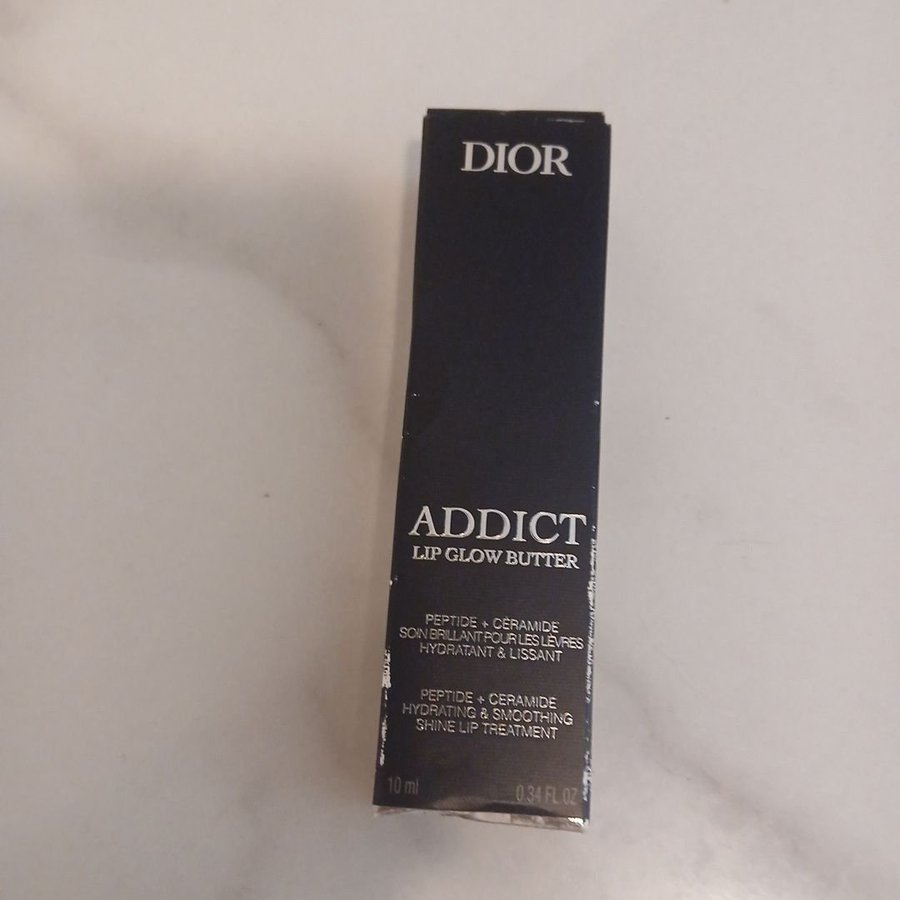 DIOR
ADDICT
LIP GLOW BUTTER
PEPTIDE + CÉRAMIDE
SOIN BRILLANT POUR LES LÈVRES
HYDRATANT & LISSANT
PEPTIDE + CERAMIDE
HYDRATING & SMOOTHING
SHINE LIP TREATMENT
10 ml 0.34 FL OZ